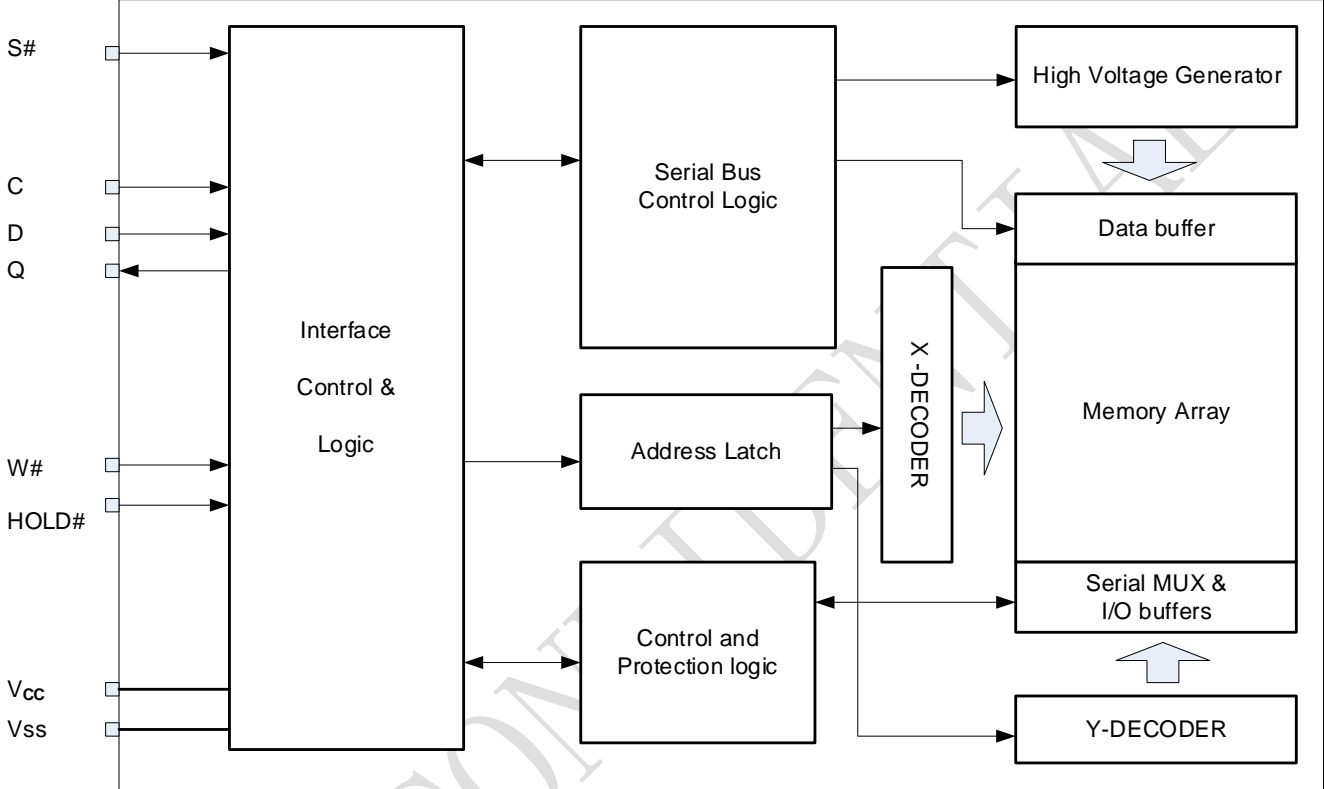 S#
C
D
Q
W#
HOLD#
Vcc
Vss
Interface
Control &
Logic
Serial Bus
Control Logic
Address Latch
Control and
Protection logic
X -DECODER
High Voltage Generator
Data buffer
Memory Array
Serial MUX &
I/O buffers
Y-DECODER